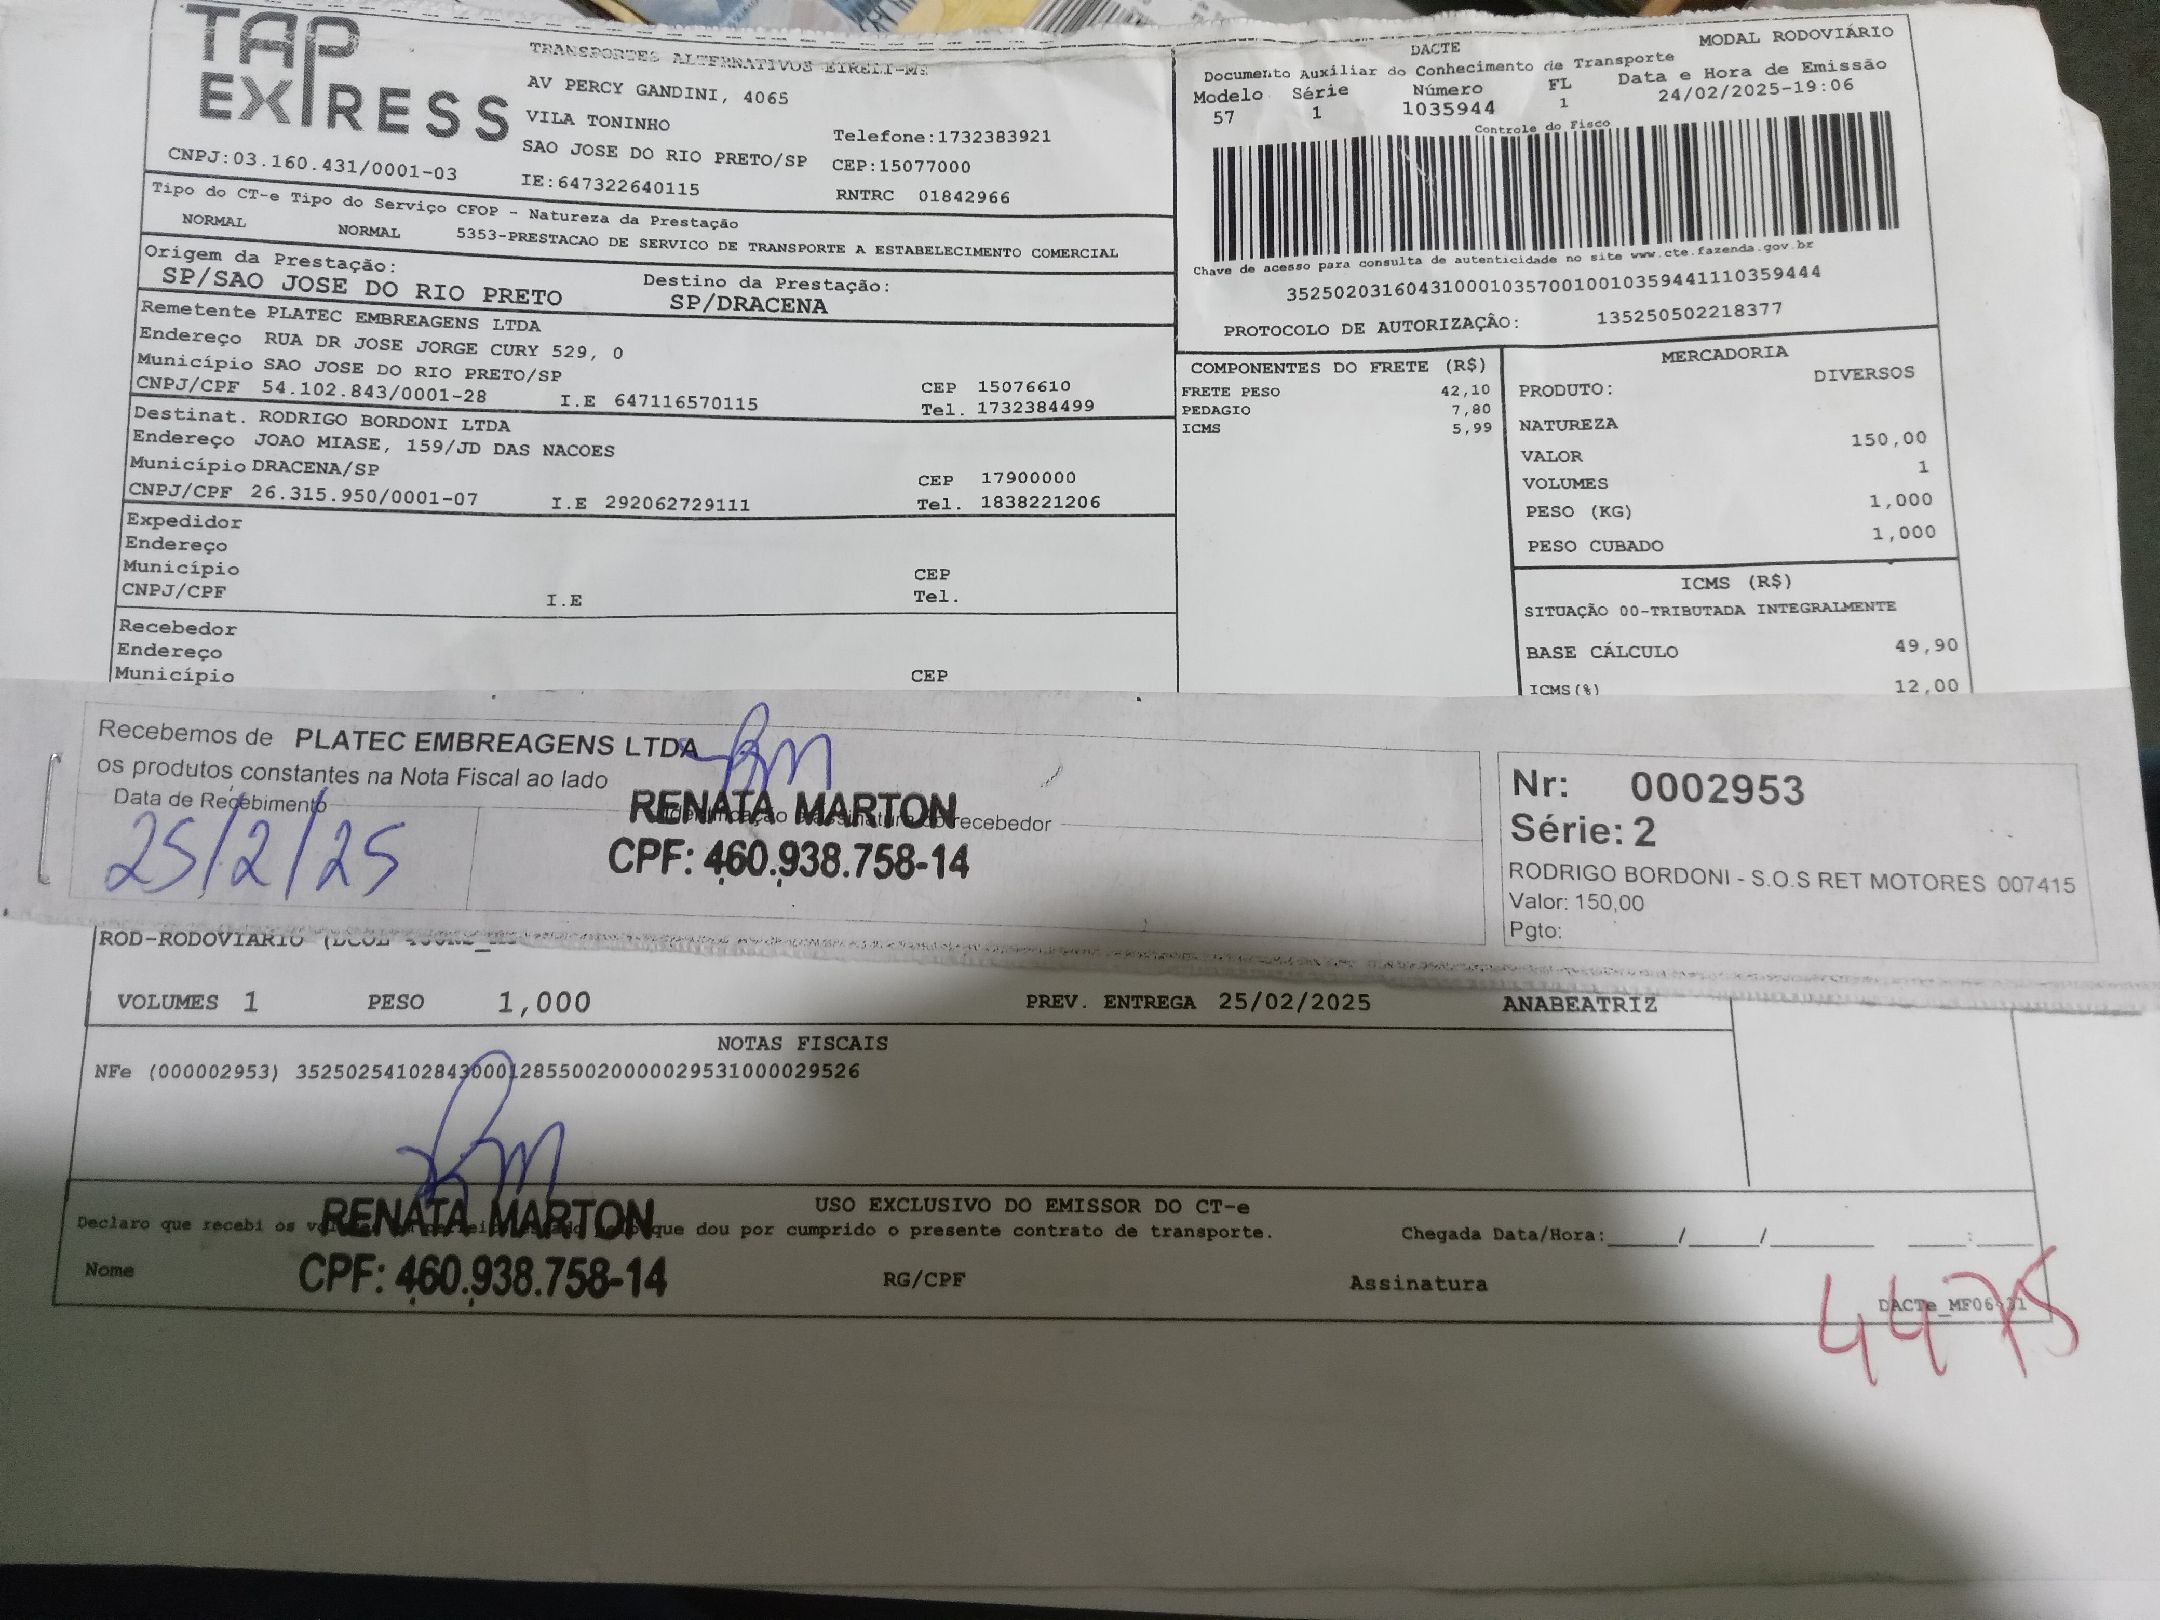 TAP EXPRESS
TRANSPORTES ALTERNATIVOS EIRELI-ME
AV PERCY GANDINI, 4065
VILA TONINHO
SAO JOSE DO RIO PRETO/SP
IE:647322640115
Telefone:1732383921
CEP:15077000
RNTRC 01842966
CNPJ:03.160.431/0001-03
DACTE
MODAL RODOVIÁRIO
Documento Auxiliar do Conhecimento de Transporte
Modelo Série Número FL Data e Hora de Emissão
57 1 1035944 1 24/02/2025-19:06
Controle do Fisco
Chave de acesso para consulta de autenticidade no site www.cte.fazenda.gov.br
35250203160431000103570010010359441110359444
PROTOCOLO DE AUTORIZAÇÂO: 135250502218377
Tipo do CT-e Tipo do Serviço CFOP - Natureza da Prestação
NORMAL NORMAL 5353-PRESTACAO DE SERVICO DE TRANSPORTE A ESTABELECIMENTO COMERCIAL
Origem da Prestação: Destino da Prestação:
SP/SAO JOSE DO RIO PRETO SP/DRACENA
Remetente PLATEC EMBREAGENS LTDA
Endereço RUA DR JOSE JORGE CURY 529, 0
Município SAO JOSE DO RIO PRETO/SP CEP 15076610
CNPJ/CPF 54.102.843/0001-28 I.E 647116570115 Tel. 1732384499
Destinat. RODRIGO BORDONI LTDA
Endereço JOAO MIASE, 159/JD DAS NACOES
Município DRACENA/SP CEP 17900000
CNPJ/CPF 26.315.950/0001-07 I.E 292062729111 Tel. 1838221206
Expedidor
Endereço
Município CEP
CNPJ/CPF I.E Tel.
Recebedor
Endereço
Município CEP
COMPONENTES DO FRETE (R$)
FRETE PESO 42,10
PEDAGIO 7,80
ICMS 5,99
MERCADORIA
PRODUTO: DIVERSOS
NATUREZA
VALOR 150,00
VOLUMES 1
PESO (KG) 1,000
PESO CUBADO 1,000
ICMS (R$)
SITUAÇÃO 00-TRIBUTADA INTEGRALMENTE
BASE CÁLCULO 49,90
ICMS(%) 12,00
Recebemos de PLATEC EMBREAGENS LTDA
os produtos constantes na Nota Fiscal ao lado
Data de Recebimento
25/2/25
RENATA MARTON
recebedor
CPF: 460.938.758-14
Nr: 0002953
Série: 2
RODRIGO BORDONI - S.O.S RET MOTORES 007415
Valor: 150,00
Pgto:
ROD-RODOVIARIO
VOLUMES 1 PESO 1,000 PREV. ENTREGA 25/02/2025 ANABEATRIZ
NOTAS FISCAIS
NFe (000002953) 35250254102843000128550020000029531000029526
USO EXCLUSIVO DO EMISSOR DO CT-e
RENATA MARTON
Declaro que recebi os que dou por cumprido o presente contrato de transporte. Chegada Data/Hora:____/____/____ __:__
Nome CPF: 460.938.758-14 RG/CPF Assinatura
4475